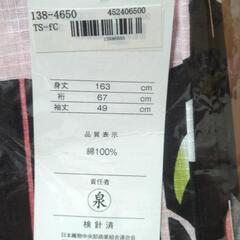 138-4650 452406500
TS-fC
身丈 163 cm
裄 67 cm
袖丈 49 cm
品質表示
綿100%
責任者
泉
検針済
日本織物中央卸商業組合連合会